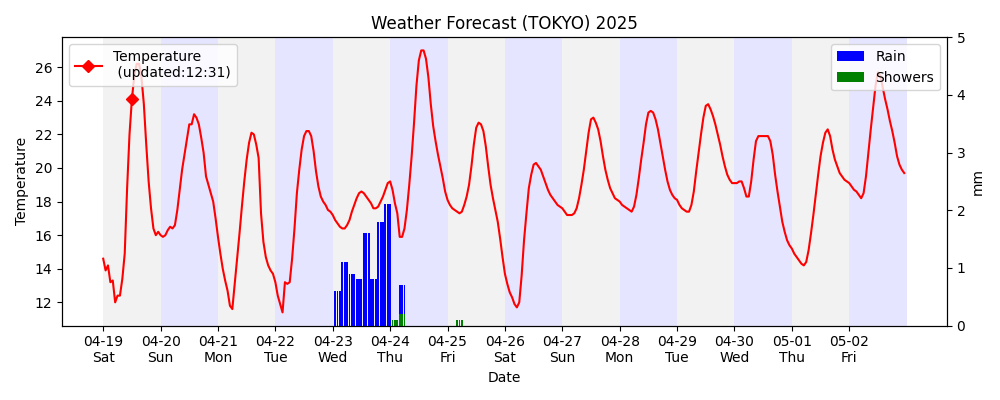 Weather Forecast (TOKYO) 2025
Temperature
(updated:12:31)
Rain
Showers
Temperature
26
24
22
20
18
16
14
12
5
4
3
2
1
0
mm
04-19 04-20 04-21 04-22 04-23 04-24 04-25 04-26 04-27 04-28 04-29 04-30 05-01 05-02
Sat Sun Mon Tue Wed Thu Fri Sat Sun Mon Tue Wed Thu Fri
Date